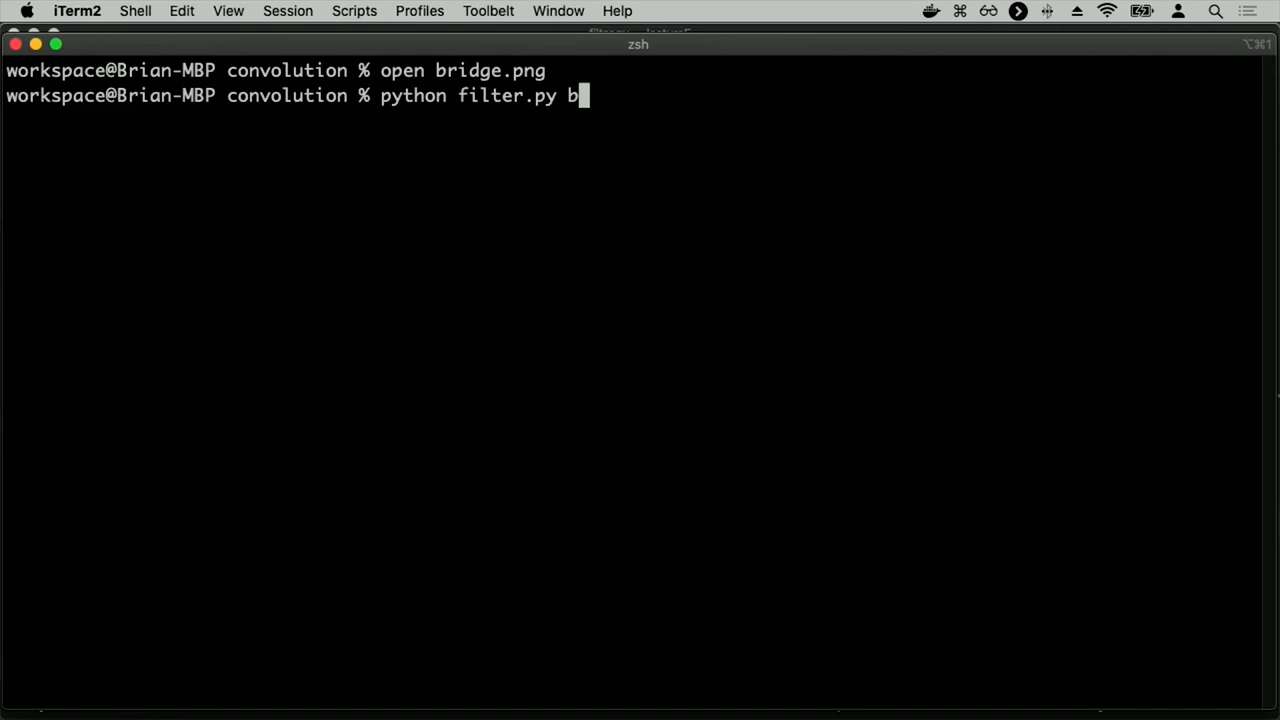 iTerm2 Shell Edit View Session Scripts Profiles Toolbelt Window Help
zsh
⌥⌘1
workspace@Brian-MBP convolution % open bridge.png
workspace@Brian-MBP convolution % python filter.py b